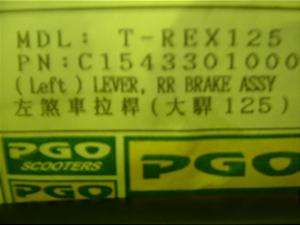 MDL: T-REX125
PN:C1543301000
(Left) LEVER, RR BRAKE ASSY
左煞車拉桿(大駻125)
PGO
SCOOTERS
PGO
PGO